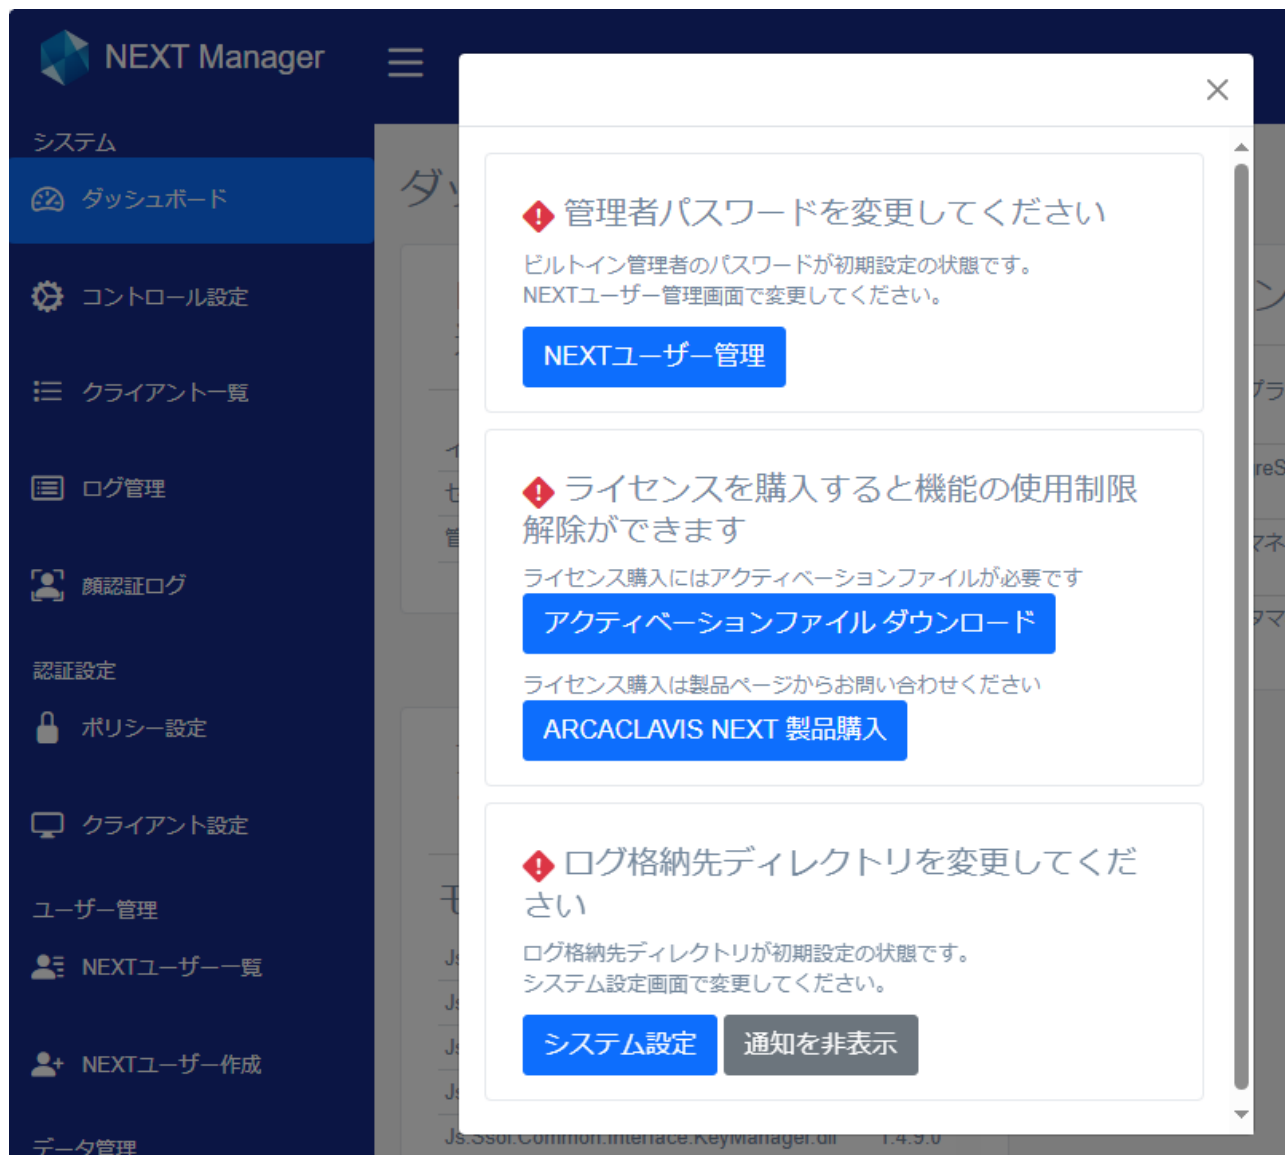 NEXT Manager
システム
ダッシュボード
コントロール設定
クライアント一覧
ログ管理
顔認証ログ
認証設定
ポリシー設定
クライアント設定
ユーザー管理
NEXTユーザー一覧
NEXTユーザー作成
データ管理
管理者パスワードを変更してください
ビルトイン管理者のパスワードが初期設定の状態です。
NEXTユーザー管理画面で変更してください。
NEXTユーザー管理
ライセンスを購入すると機能の使用制限
解除ができます
ライセンス購入にはアクティベーションファイルが必要です
アクティベーションファイル ダウンロード
ライセンス購入は製品ページからお問い合わせください
ARCACLAVIS NEXT 製品購入
ログ格納先ディレクトリを変更してくだ
さい
ログ格納先ディレクトリが初期設定の状態です。
システム設定画面で変更してください。
システム設定
通知を非表示
Js.Ssol.Common.Interface.KeyManager.dll 1.4.9.0